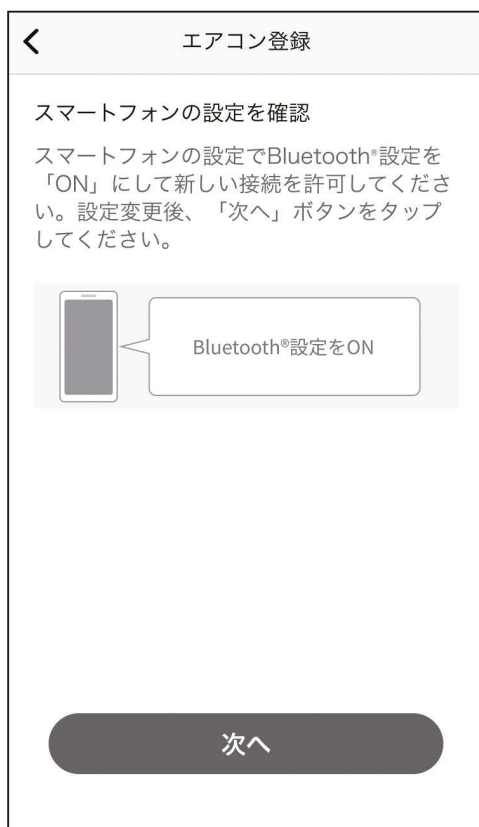 エアコン登録
スマートフォンの設定を確認
スマートフォンの設定でBluetooth®設定を
「ON」にして新しい接続を許可してくださ
い。設定変更後、「次へ」ボタンをタップ
してください。
Bluetooth®設定をON
次へ